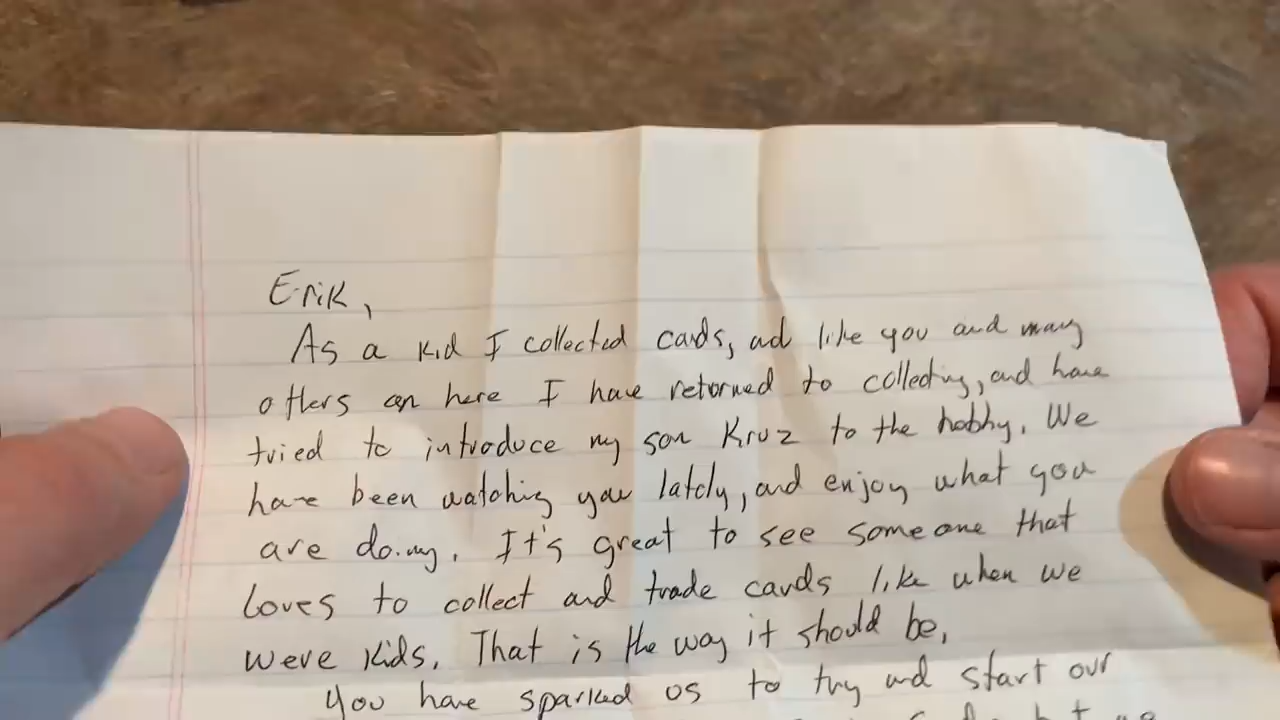 Erik,
As a kid I collected cards, ad like you and many
others on here I have retorned to collecting, and have
tried to introduce my son Kruz to the hobby. We
have been watching you lately, and enjoy what you
are doing. It's great to see someone that
loves to collect and trade cards like when we
were kids. That is the way it should be.
You have sparked us to try and start our